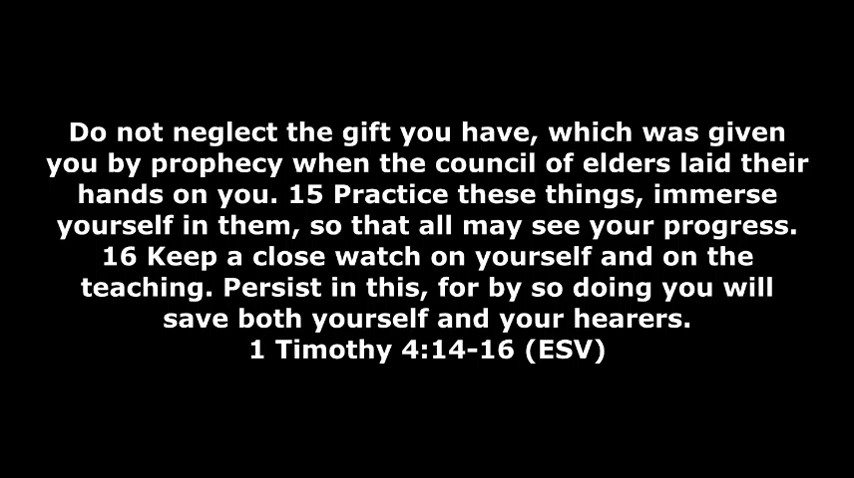 Do not neglect the gift you have, which was given
you by prophecy when the council of elders laid their
hands on you. 15 Practice these things, immerse
yourself in them, so that all may see your progress.
16 Keep a close watch on yourself and on the
teaching. Persist in this, for by so doing you will
save both yourself and your hearers.
1 Timothy 4:14-16 (ESV)